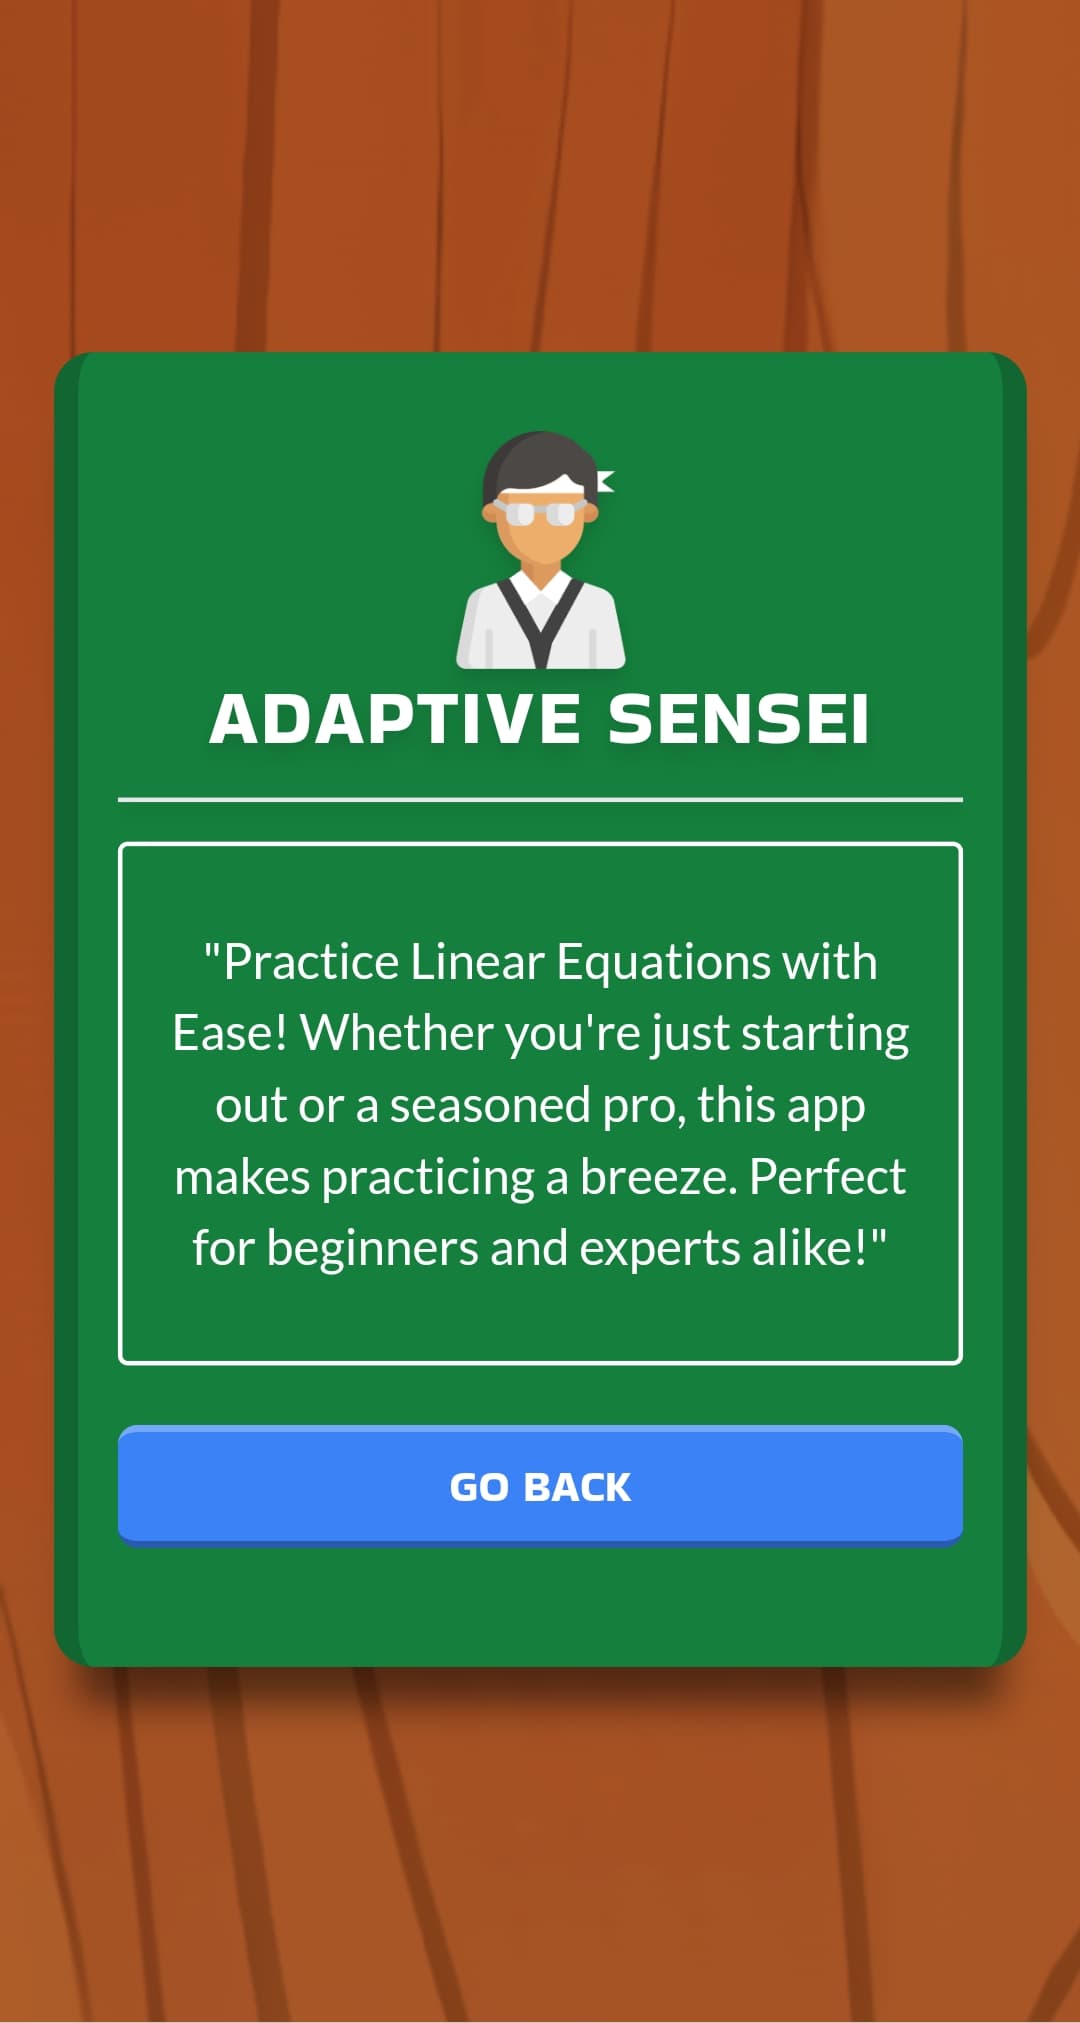 ADAPTIVE SENSEI
"Practice Linear Equations with
Ease! Whether you're just starting
out or a seasoned pro, this app
makes practicing a breeze. Perfect
for beginners and experts alike!"
GO BACK